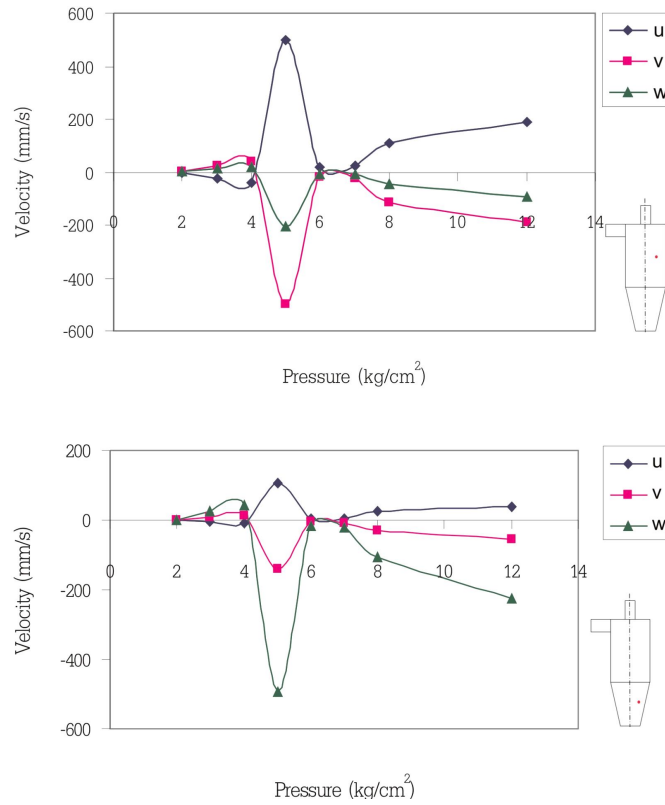 600
400
200
0
-200
-400
-600
0 2 4 6 8 10 12 14
Velocity (mm/s)
Pressure (kg/cm²)
u
v
w
200
0
-200
-400
-600
0 2 4 6 8 10 12 14
Velocity (mm/s)
Pressure (kg/cm²)
u
v
w